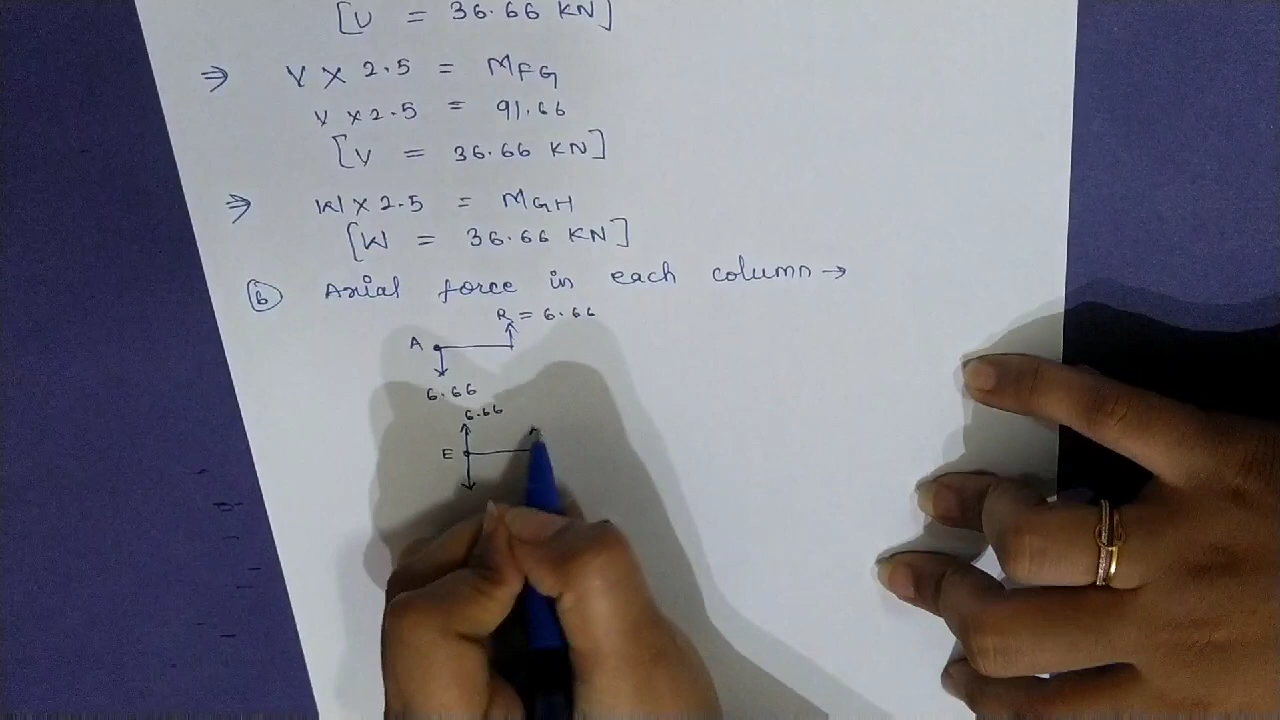 [U = 36.66 KN]
⇒ V × 2.5 = MFG
V × 2.5 = 91.66
[V = 36.66 KN]
⇒ W × 2.5 = MGH
[W = 36.66 KN]
(b) Axial force in each column →
R = 6.66
A
6.66
6.66
E